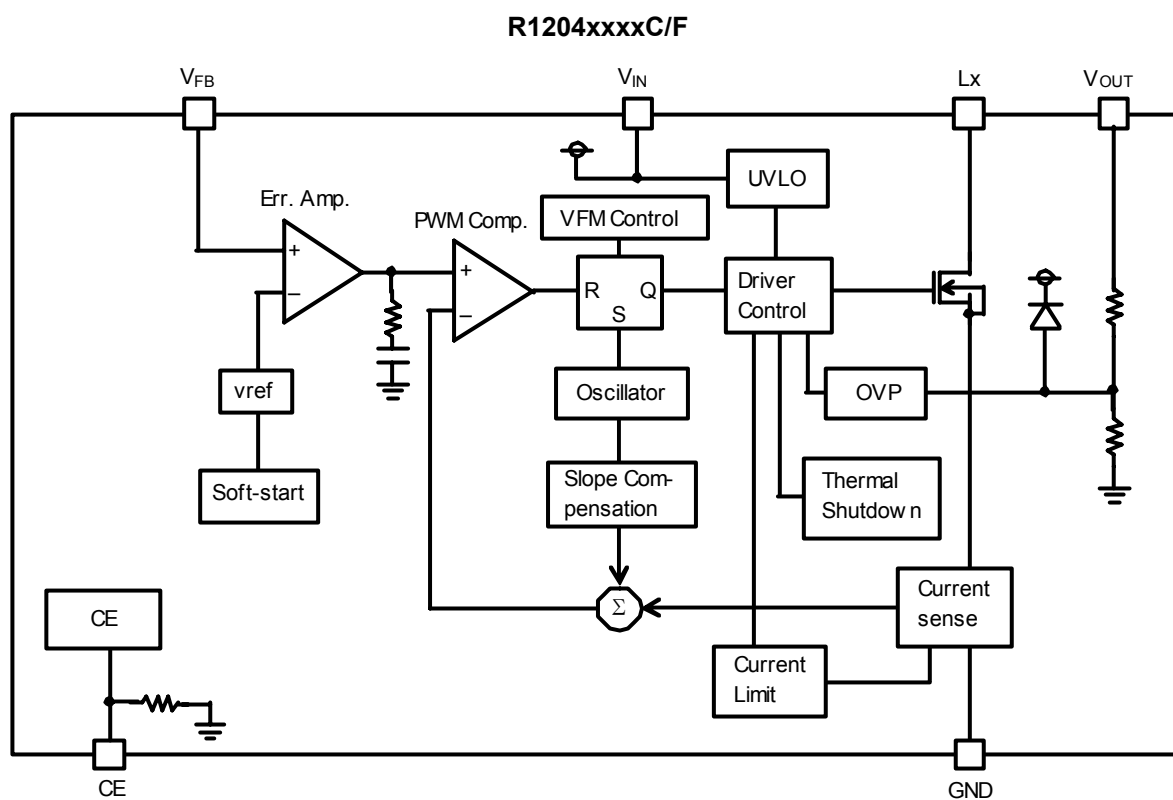 R1204xxxxC/F
VFB
VIN
Lx
VOUT
UVLO
Err. Amp.
PWM Comp.
VFM Control
+
−
+
−
R
Q
S
Driver
Control
vref
Oscillator
OVP
Soft-start
Slope Com-
pensation
Thermal
Shutdown
CE
Σ
Current
sense
Current
Limit
CE
GND